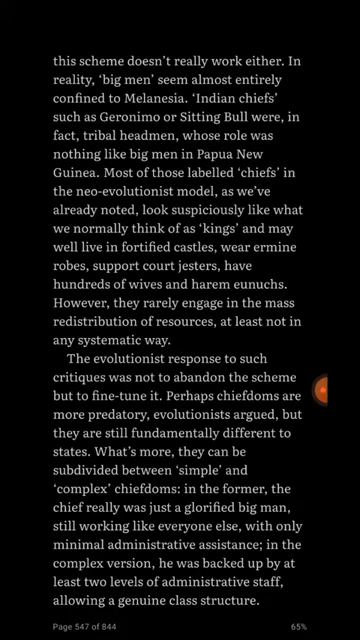 this scheme doesn’t really work either. In
reality, ‘big men’ seem almost entirely
confined to Melanesia. ‘Indian chiefs’
such as Geronimo or Sitting Bull were, in
fact, tribal headmen, whose role was
nothing like big men in Papua New
Guinea. Most of those labelled ‘chiefs’ in
the neo-evolutionist model, as we’ve
already noted, look suspiciously like what
we normally think of as ‘kings’ and may
well live in fortified castles, wear ermine
robes, support court jesters, have
hundreds of wives and harem eunuchs.
However, they rarely engage in the mass
redistribution of resources, at least not in
any systematic way.
The evolutionist response to such
critiques was not to abandon the scheme
but to fine-tune it. Perhaps chiefdoms are
more predatory, evolutionists argued, but
they are still fundamentally different to
states. What’s more, they can be
subdivided between ‘simple’ and
‘complex’ chiefdoms: in the former, the
chief really was just a glorified big man,
still working like everyone else, with only
minimal administrative assistance; in the
complex version, he was backed up by at
least two levels of administrative staff,
allowing a genuine class structure.
Page 547 of 844 65%